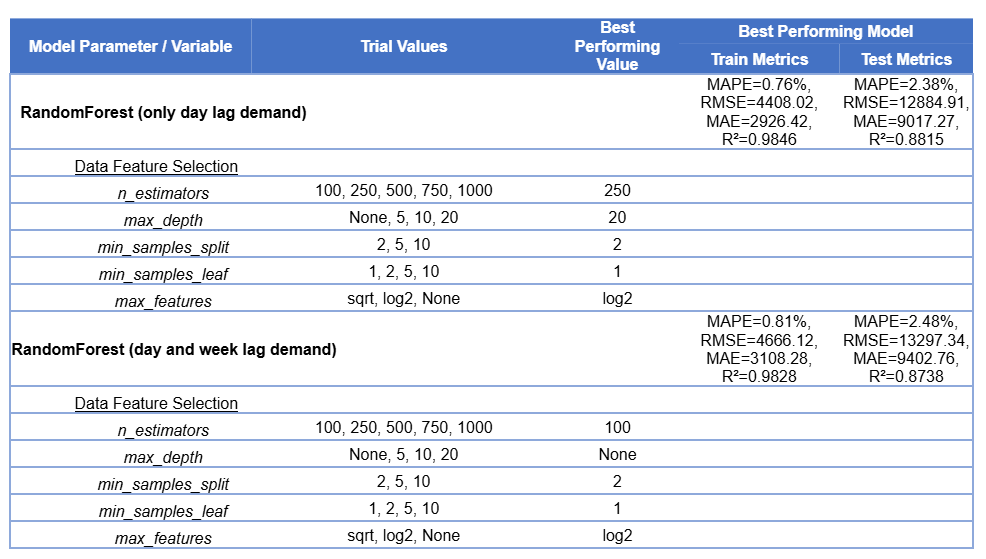 Model Parameter / Variable
Trial Values
Best
Performing
Value
Best Performing Model
Train Metrics
Test Metrics
RandomForest (only day lag demand)
MAPE=0.76%,
RMSE=4408.02,
MAE=2926.42,
R²=0.9846
MAPE=2.38%,
RMSE=12884.91,
MAE=9017.27,
R²=0.8815
Data Feature Selection
n_estimators 100, 250, 500, 750, 1000 250
max_depth None, 5, 10, 20 20
min_samples_split 2, 5, 10 2
min_samples_leaf 1, 2, 5, 10 1
max_features sqrt, log2, None log2
RandomForest (day and week lag demand)
MAPE=0.81%,
RMSE=4666.12,
MAE=3108.28,
R²=0.9828
MAPE=2.48%,
RMSE=13297.34,
MAE=9402.76,
R²=0.8738
Data Feature Selection
n_estimators 100, 250, 500, 750, 1000 100
max_depth None, 5, 10, 20 None
min_samples_split 2, 5, 10 2
min_samples_leaf 1, 2, 5, 10 1
max_features sqrt, log2, None log2